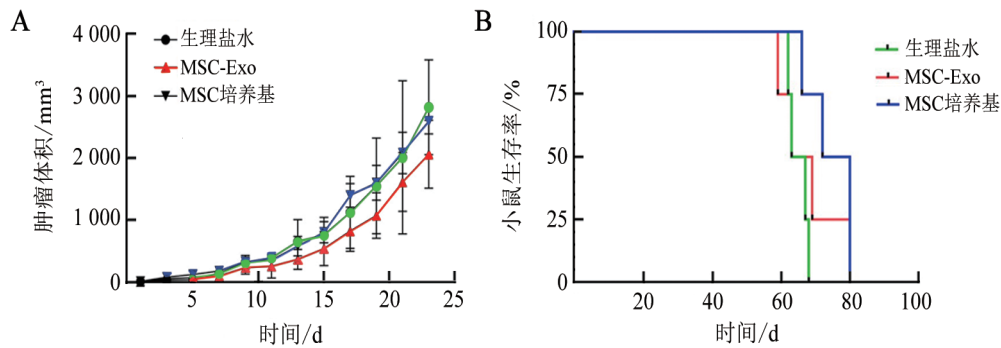 A
4 000
3 000
2 000
1 000
0
肿瘤体积/mm³
生理盐水
MSC-Exo
MSC培养基
5
10
15
20
25
时间/d
B
100
75
50
25
0
小鼠生存率/%
生理盐水
MSC-Exo
MSC培养基
20
40
60
80
100
时间/d